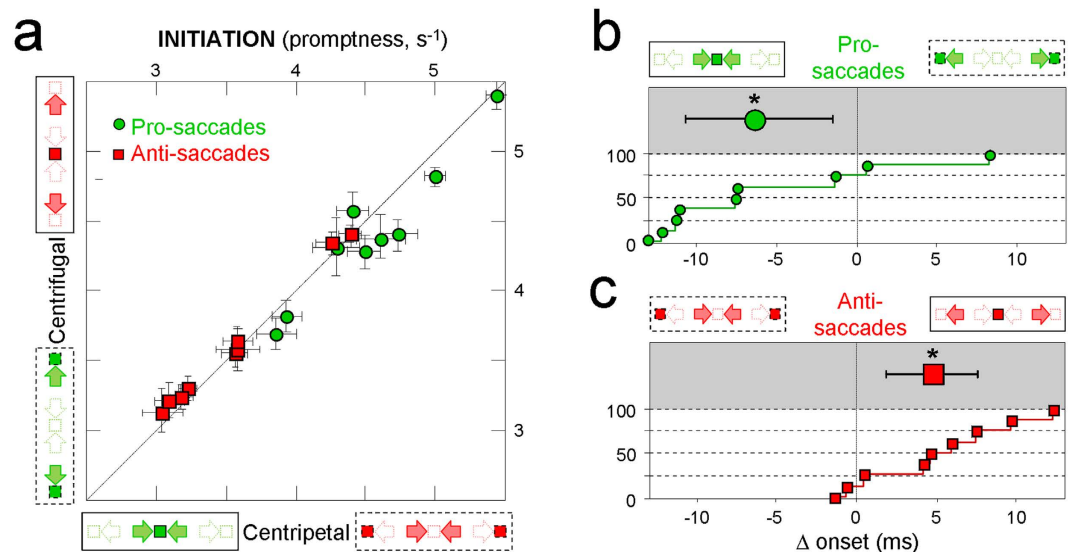 a
INITIATION (promptness, s⁻¹)
3 4 5
Pro-saccades
Anti-saccades
5
4
3
Centrifugal
Centripetal
b
Pro-
saccades
*
100
50
0
-10 -5 0 5 10
c
Anti-
saccades
*
100
50
0
-10 -5 0 5 10
Δ onset (ms)